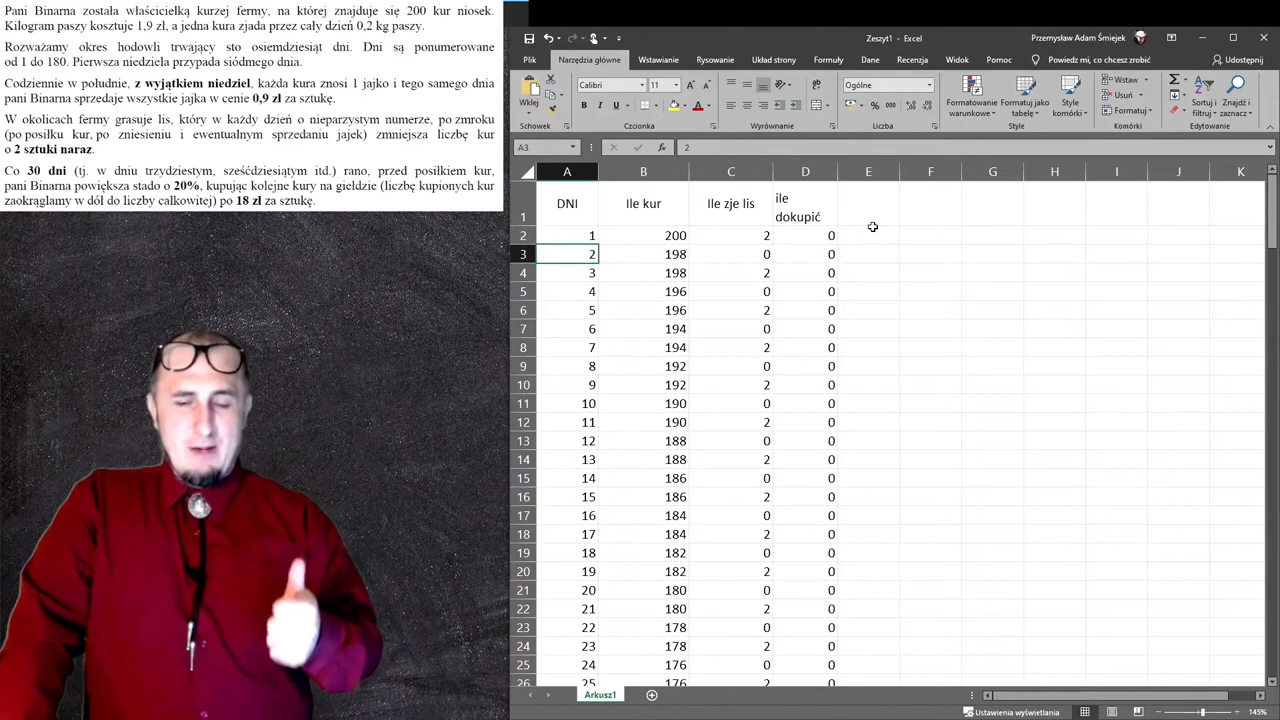 Pani Binarna została właścicielką kurzej fermy, na której znajduje się 200 kur niosek.
Kilogram paszy kosztuje 1,9 zł, a jedna kura zjada przez cały dzień 0,2 kg paszy.
Rozważamy okres hodowli trwający sto osiemdziesiąt dni. Dni są ponumerowane
od 1 do 180. Pierwsza niedziela przypada siódmego dnia.
Codziennie w południe, z wyjątkiem niedziel, każda kura znosi 1 jajko i tego samego dnia
pani Binarna sprzedaje wszystkie jajka w cenie 0,9 zł za sztukę.
W okolicach fermy grasuje lis, który w każdy dzień o nieparzystym numerze, po zmroku
(po posiłku kur, po zniesieniu i ewentualnym sprzedaniu jajek) zmniejsza liczbę kur
o 2 sztuki naraz.
Co 30 dni (tj. w dniu trzydziestym, sześćdziesiątym itd.) rano, przed posiłkiem kur,
pani Binarna powiększa stado o 20%, kupując kolejne kury na giełdzie (liczbę kupionych kur
zaokrąglamy w dół do liczby całkowitej) po 18 zł za sztukę.
Zeszyt1 - Excel
Przemysław Adam Śmiejek
Plik Narzędzia główne Wstawianie Rysowanie Układ strony Formuły Dane Recenzja Widok Pomoc Powiedz mi, co chcesz zrobić Udostępnij
Wklej
Calibri 11
Ogólne
Formatowanie warunkowe
Formatuj jako tabelę
Style komórki
Wstaw
Usuń
Formatuj
Sortuj i filtruj
Znajdź i zaznacz
Schowek Czcionka Wyrównanie Liczba Style Komórki Edytowanie
A3 fx 2
A B C D E F G H I J K
1 DNI Ile kur Ile zje lis ile dokupić
2 1 200 2 0
3 2 198 0 0
4 3 198 2 0
5 4 196 0 0
6 5 196 2 0
7 6 194 0 0
8 7 194 2 0
9 8 192 0 0
10 9 192 2 0
11 10 190 0 0
12 11 190 2 0
13 12 188 0 0
14 13 188 2 0
15 14 186 0 0
16 15 186 2 0
17 16 184 0 0
18 17 184 2 0
19 18 182 0 0
20 19 182 2 0
21 20 180 0 0
22 21 180 2 0
23 22 178 0 0
24 23 178 2 0
25 24 176 0 0
26 25 176 2 0
Arkusz1
Ustawienia wyświetlania 145%